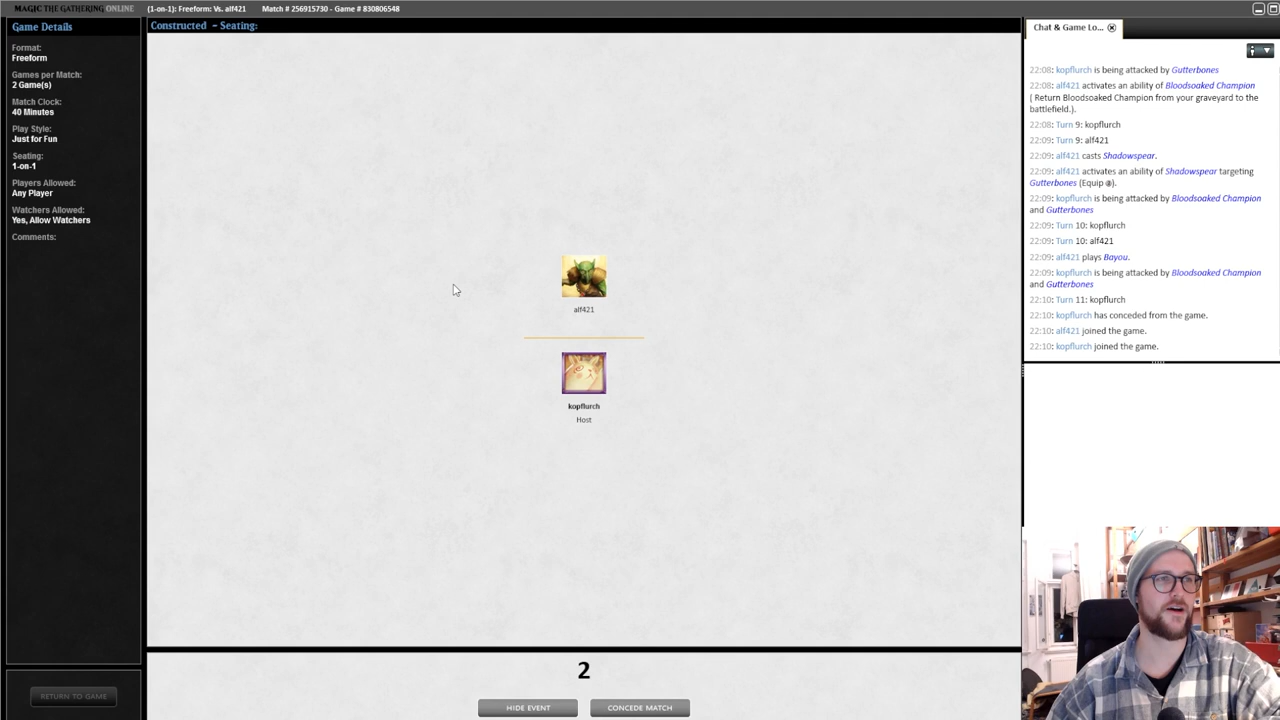 MAGIC THE GATHERING ONLINE
(1-on-1): Freeform: Vs. alf421
Match # 256915730 - Game # 830806548
Game Details
Format:
Freeform
Games per Match:
2 Game(s)
Match Clock:
40 Minutes
Play Style:
Just for Fun
Seating:
1-on-1
Players Allowed:
Any Player
Watchers Allowed:
Yes, Allow Watchers
Comments:
RETURN TO GAME
Constructed - Seating:
alf421
kopflurch
Host
2
HIDE EVENT
CONCEDE MATCH
Chat & Game Lo...
22:08: kopflurch is being attacked by Gutterbones
22:08: alf421 activates an ability of Bloodsoaked Champion
( Return Bloodsoaked Champion from your graveyard to the
battlefield.).
22:08: Turn 9: kopflurch
22:09: Turn 9: alf421
22:09: alf421 casts Shadowspear.
22:09: alf421 activates an ability of Shadowspear targeting
Gutterbones (Equip ).
22:09: kopflurch is being attacked by Bloodsoaked Champion
and Gutterbones
22:09: Turn 10: kopflurch
22:09: Turn 10: alf421
22:09: alf421 plays Bayou.
22:09: kopflurch is being attacked by Bloodsoaked Champion
and Gutterbones
22:10: Turn 11: kopflurch
22:10: kopflurch has conceded from the game.
22:10: alf421 joined the game.
22:10: kopflurch joined the game.